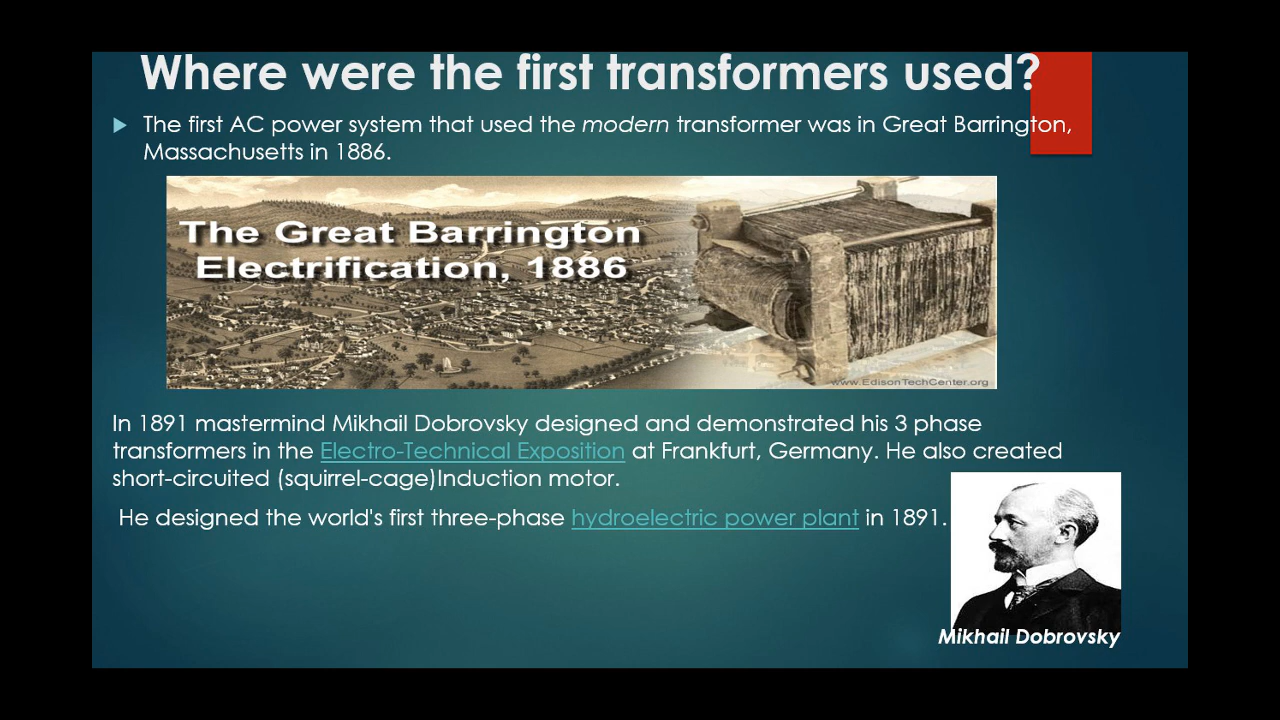 Where were the first transformers used?
The first AC power system that used the modern transformer was in Great Barrington,
Massachusetts in 1886.
The Great Barrington
Electrification, 1886
www.EdisonTechCenter.org
In 1891 mastermind Mikhail Dobrovsky designed and demonstrated his 3 phase
transformers in the Electro-Technical Exposition at Frankfurt, Germany. He also created
short-circuited (squirrel-cage)Induction motor.
He designed the world's first three-phase hydroelectric power plant in 1891.
Mikhail Dobrovsky